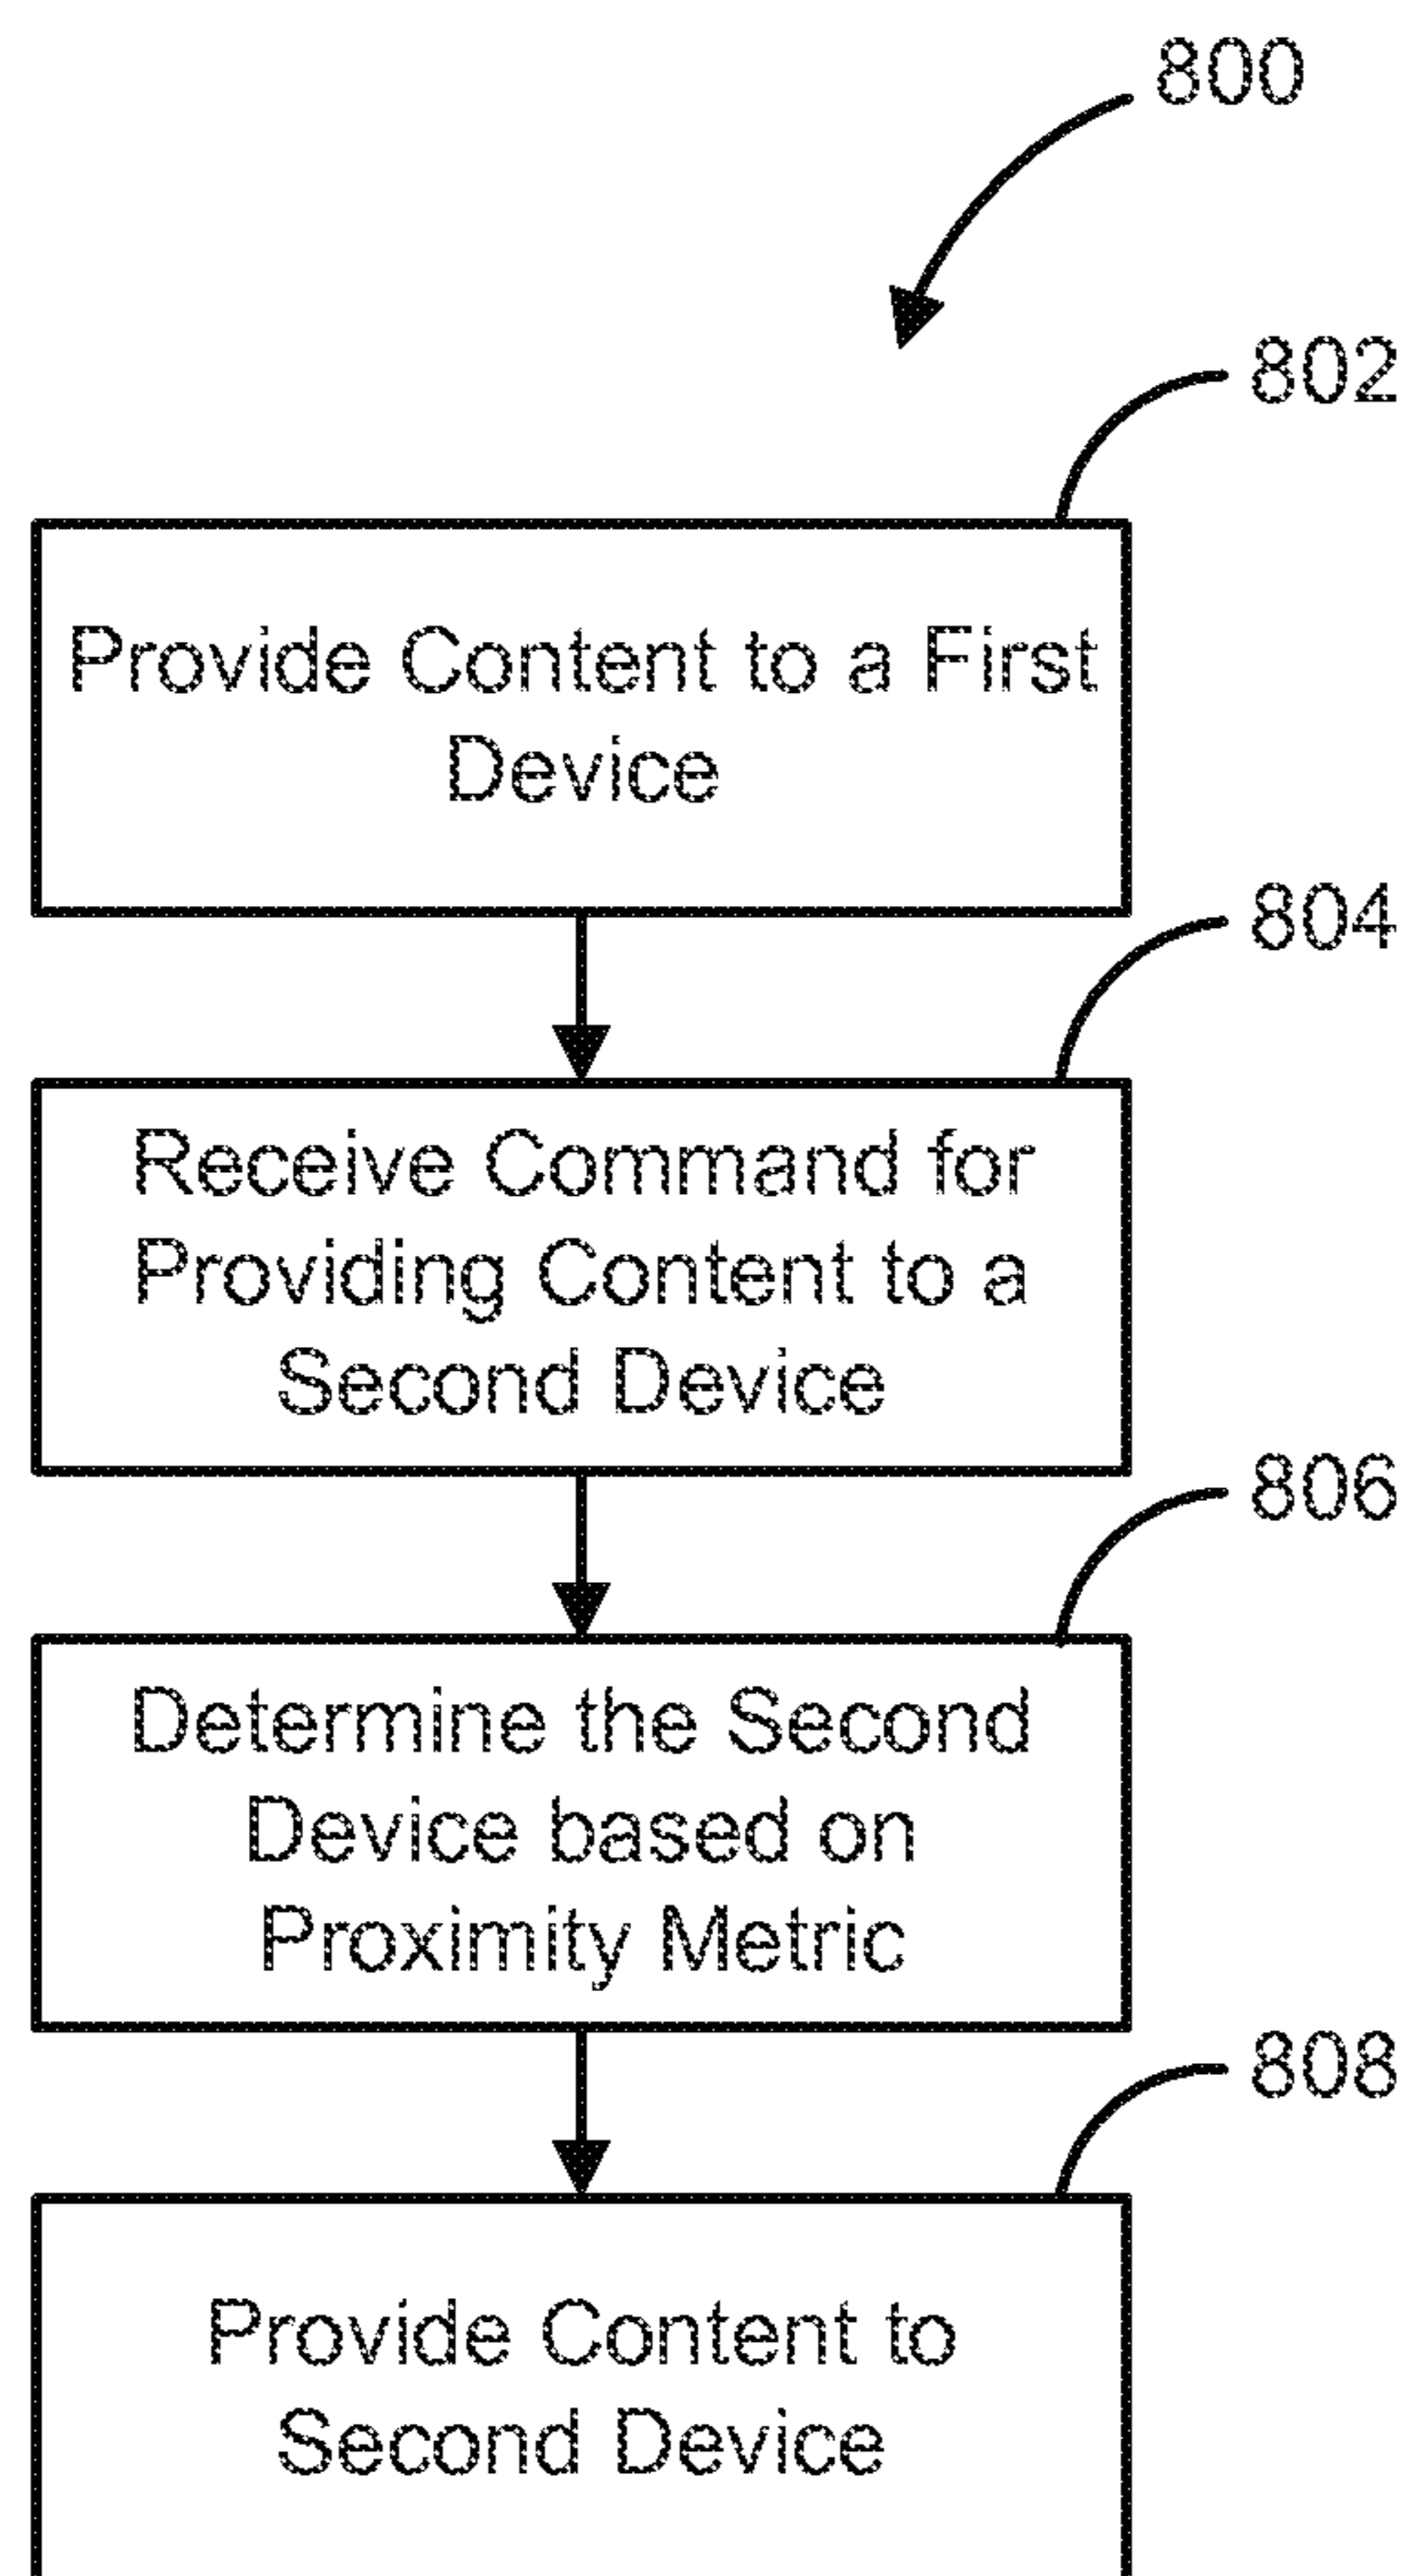 800
802
Provide Content to a First
Device
804
Receive Command for
Providing Content to a
Second Device
806
Determine the Second
Device based on
Proximity Metric
808
Provide Content to
Second Device